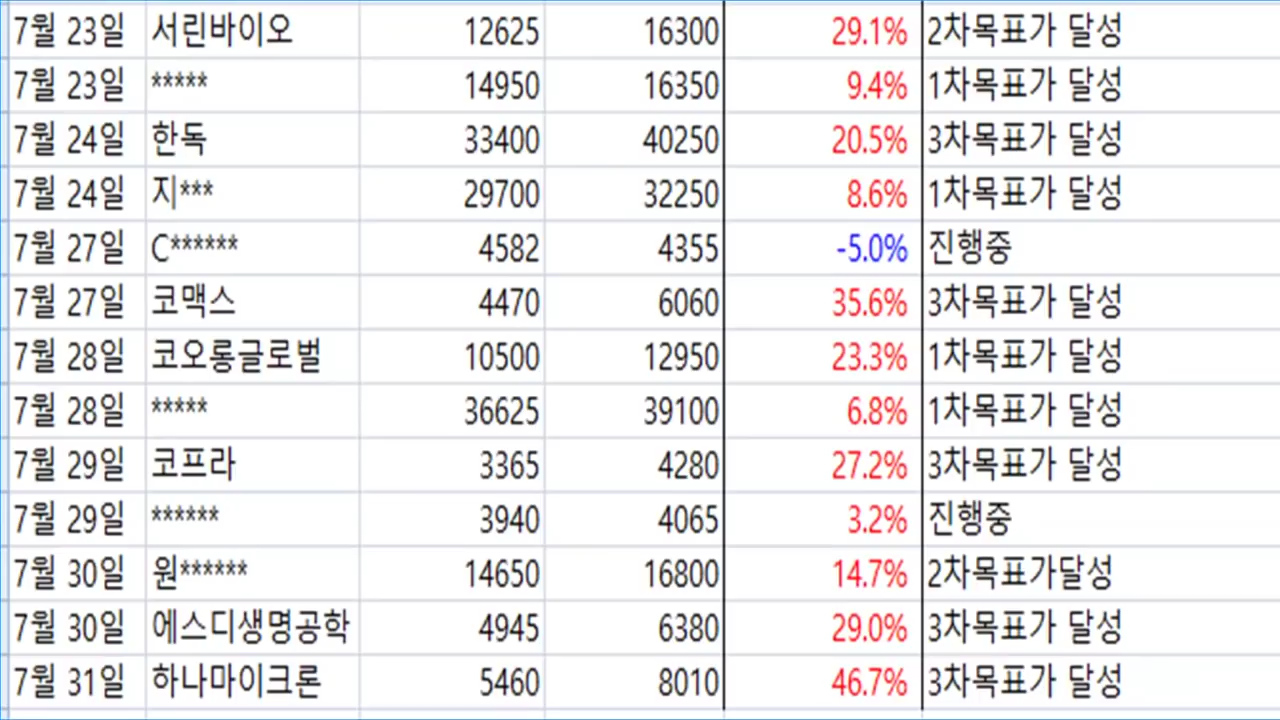 7월 23일 서린바이오 12625 16300 29.1% 2차목표가 달성
7월 23일 ***** 14950 16350 9.4% 1차목표가 달성
7월 24일 한독 33400 40250 20.5% 3차목표가 달성
7월 24일 지*** 29700 32250 8.6% 1차목표가 달성
7월 27일 C****** 4582 4355 -5.0% 진행중
7월 27일 코맥스 4470 6060 35.6% 3차목표가 달성
7월 28일 코오롱글로벌 10500 12950 23.3% 1차목표가 달성
7월 28일 ***** 36625 39100 6.8% 1차목표가 달성
7월 29일 코프라 3365 4280 27.2% 3차목표가 달성
7월 29일 ****** 3940 4065 3.2% 진행중
7월 30일 원****** 14650 16800 14.7% 2차목표가달성
7월 30일 에스디생명공학 4945 6380 29.0% 3차목표가 달성
7월 31일 하나마이크론 5460 8010 46.7% 3차목표가 달성